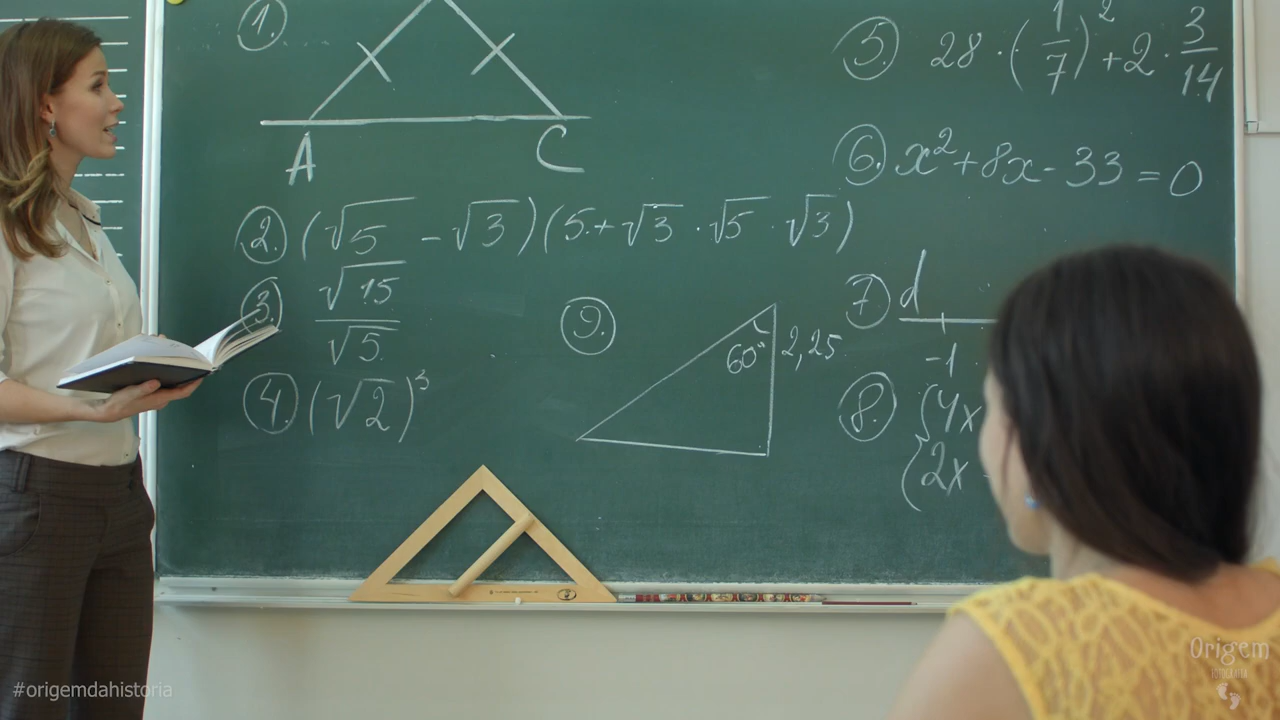 1.
A C
2. (√5 - √3)(5 + √3 · √5 · √3)
3. √15 / √5
4. (√2)³
5. 28 · (1/7)² + 2 · 3/14
6. x² + 8x - 33 = 0
7. d
-1
8. {4x
{2x -
9. 60° 2,25
#origemdahistoria
Origem